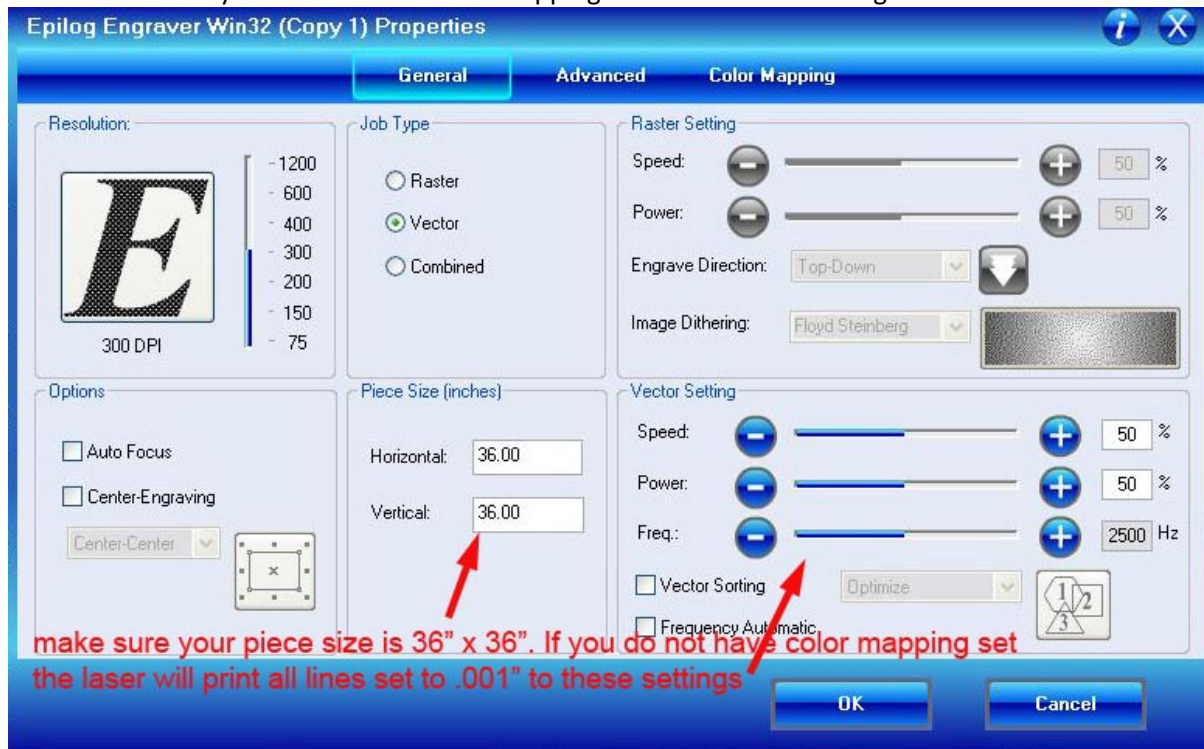 Epilog Engraver Win32 (Copy 1) Properties
General Advanced Color Mapping
Resolution:
E
-1200
- 600
- 400
- 300
- 200
- 150
- 75
300 DPI
Job Type
Raster
Vector
Combined
Raster Setting
Speed: 50 %
Power: 50 %
Engrave Direction: Top-Down
Image Dithering: Floyd Steinberg
Options
Auto Focus
Center-Engraving
Center-Center
Piece Size (inches)
Horizontal: 36.00
Vertical: 36.00
Vector Setting
Speed: 50 %
Power: 50 %
Freq.: 2500 Hz
Vector Sorting Optimize
1 2 3
Frequency Automatic
make sure your piece size is 36” x 36”. If you do not have color mapping set
the laser will print all lines set to .001” to these settings
OK Cancel